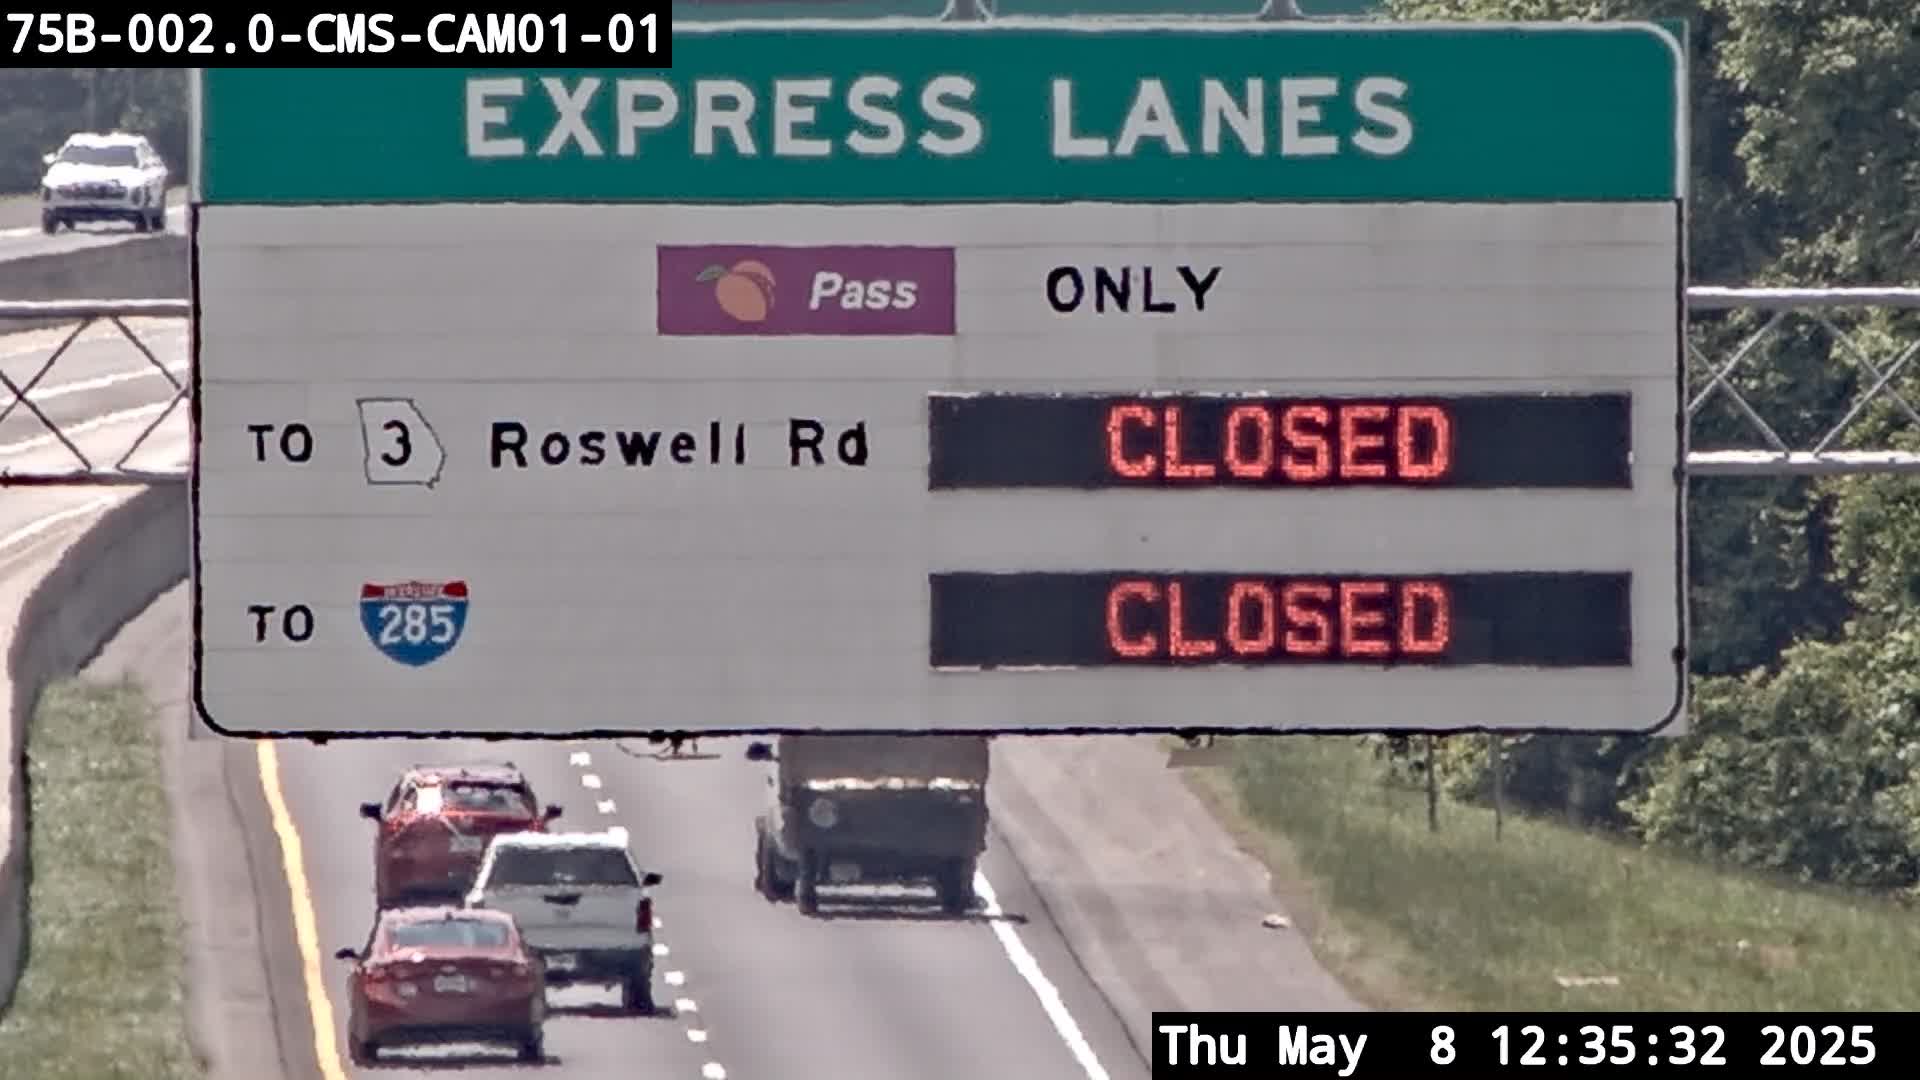 75B-002.0-CMS-CAM01-01
EXPRESS LANES
Pass ONLY
TO 3 Roswell Rd CLOSED
TO INTERSTATE 285 CLOSED
Thu May 8 12:35:32 2025